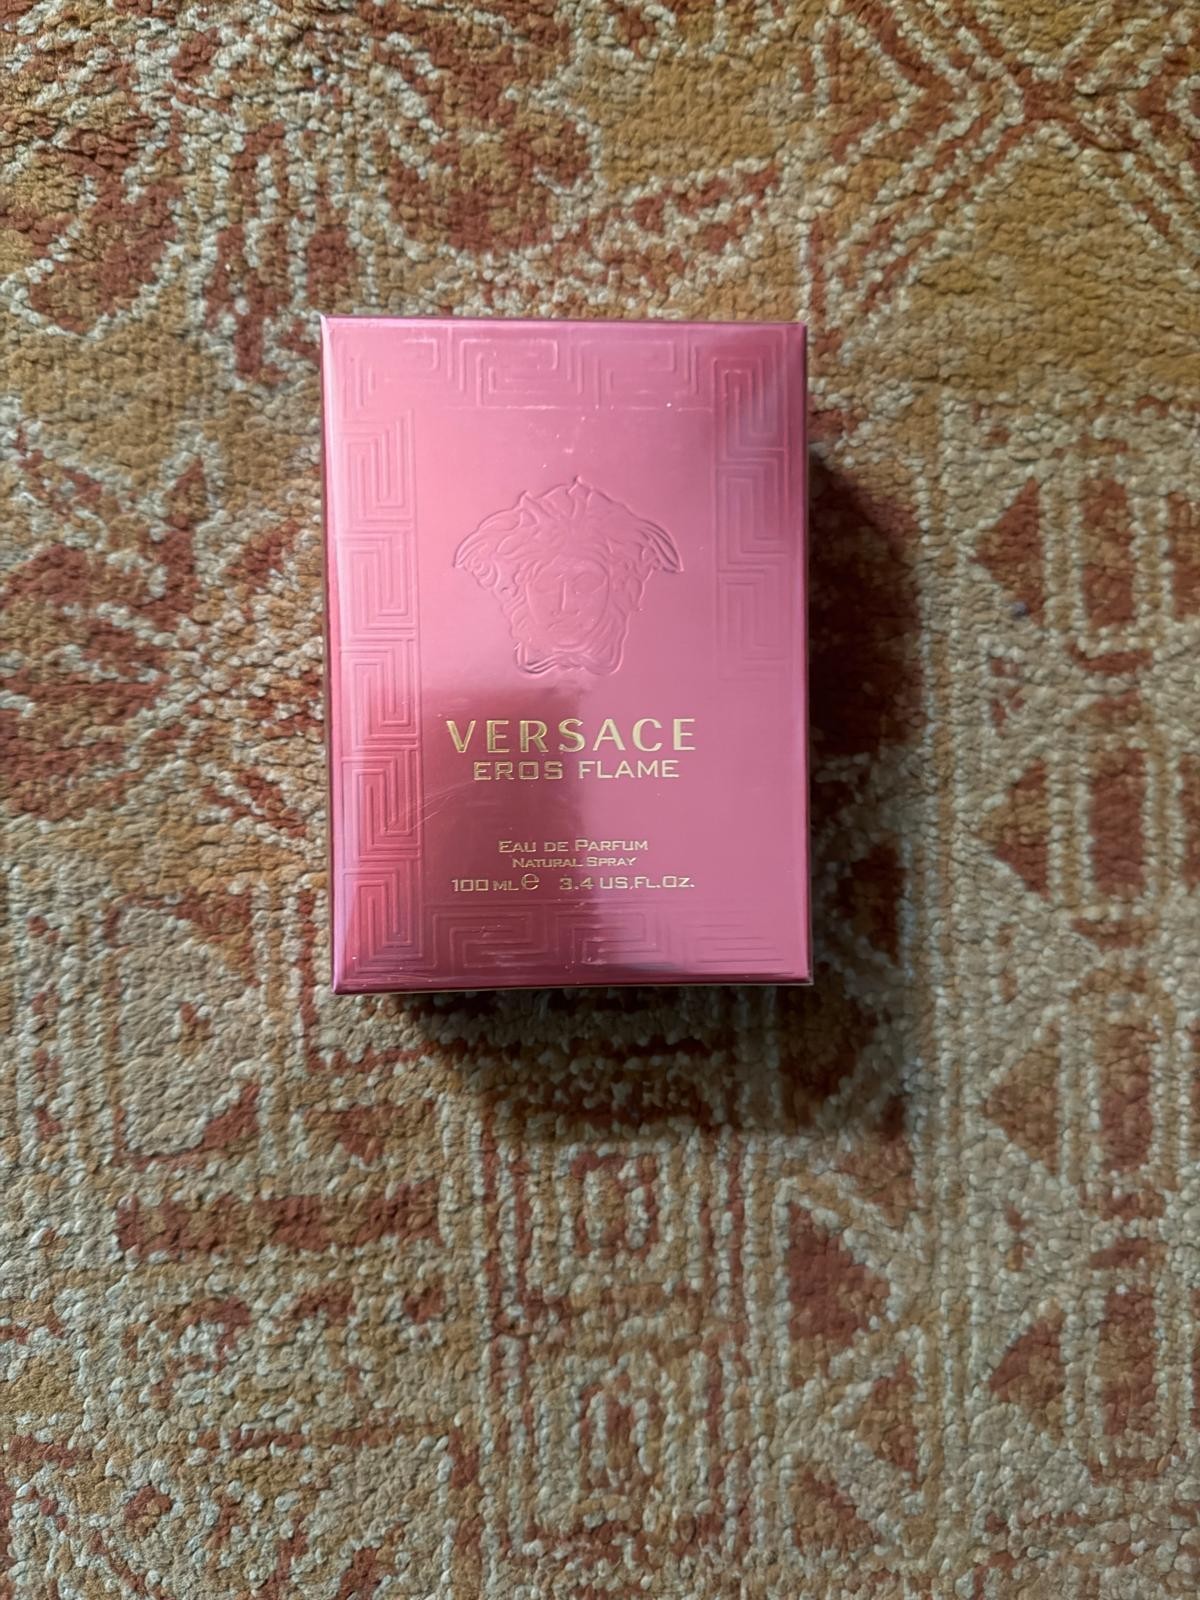 VERSACE
EROS FLAME
EAU DE PARFUM
NATURAL SPRAY
100 ML ℮ 3.4 US.FL.OZ.